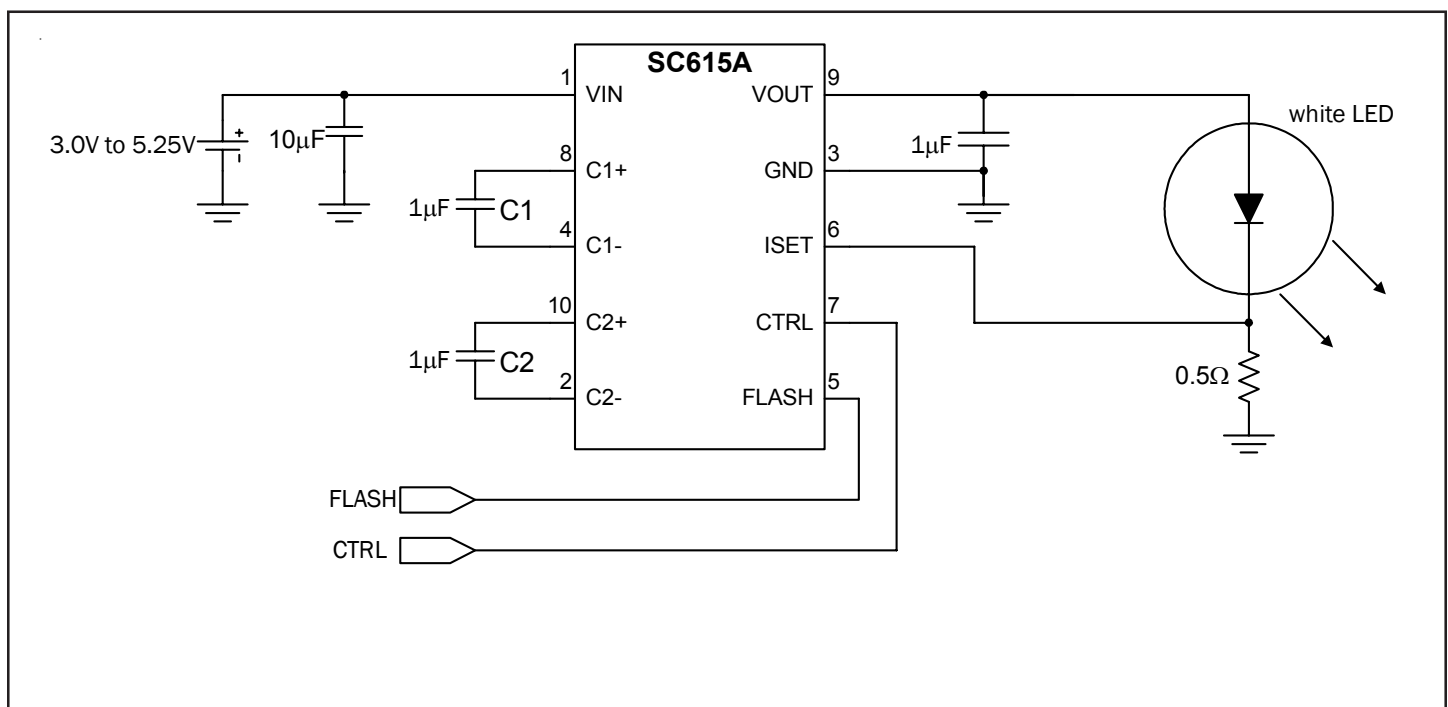 SC615A
1
VIN
VOUT
9
white LED
3.0V to 5.25V
+
-
10µF
1µF
8
C1+
GND
3
1µF
C1
4
C1-
ISET
6
10
C2+
CTRL
7
1µF
C2
2
C2-
FLASH
5
0.5Ω
FLASH
CTRL